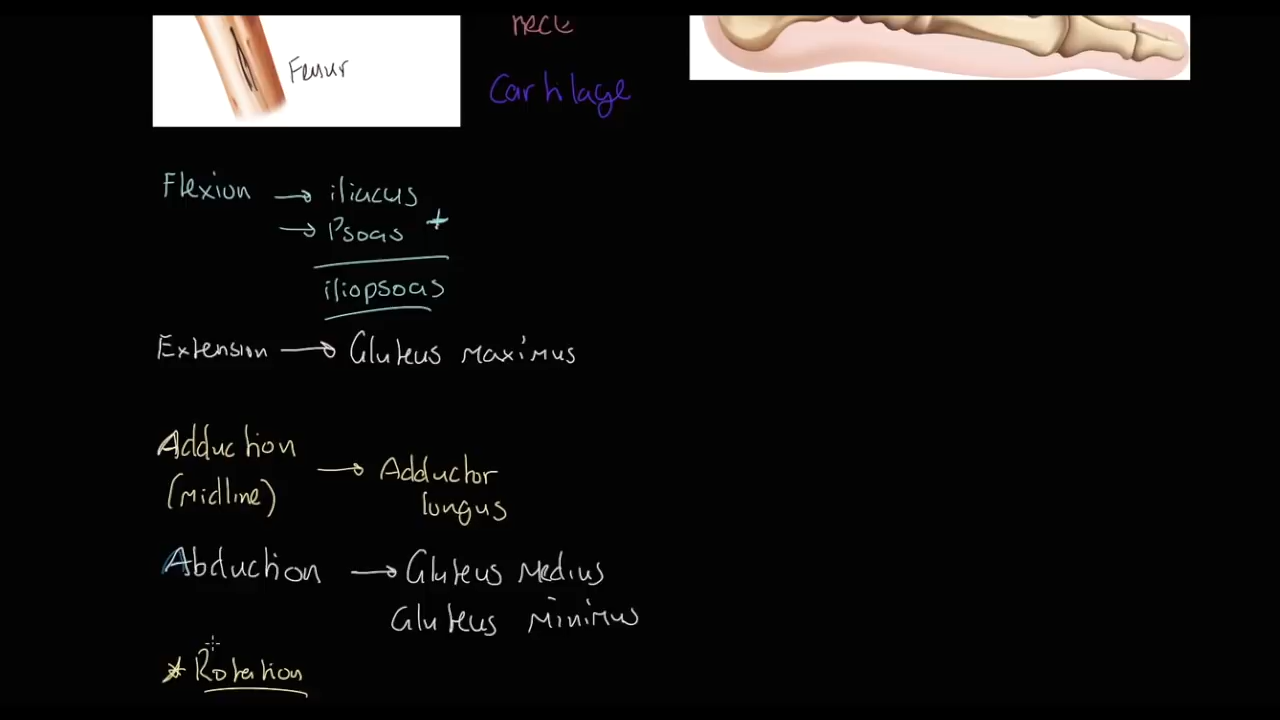 neck
Femur
Cartilage
Flexion → iliacus
→ Psoas +
iliopsoas
Extension → Gluteus maximus
Adduction
(midline) → Adductor
longus
Abduction → Gluteus Medius
Gluteus minimus
* Rotation